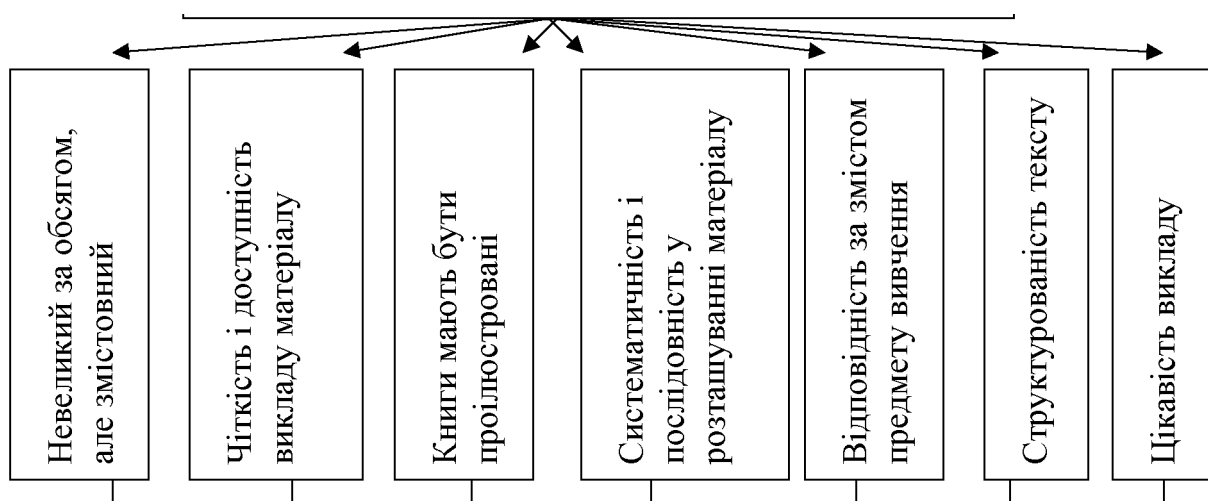 Невеликий за обсягом,
але змістовний
Чіткість і доступність
викладу матеріалу
Книги мають бути
проілюстровані
Систематичність і
послідовність у
розташуванні матеріалу
Відповідність за змістом
предмету вивчення
Структурованість тексту
Цікавість викладу